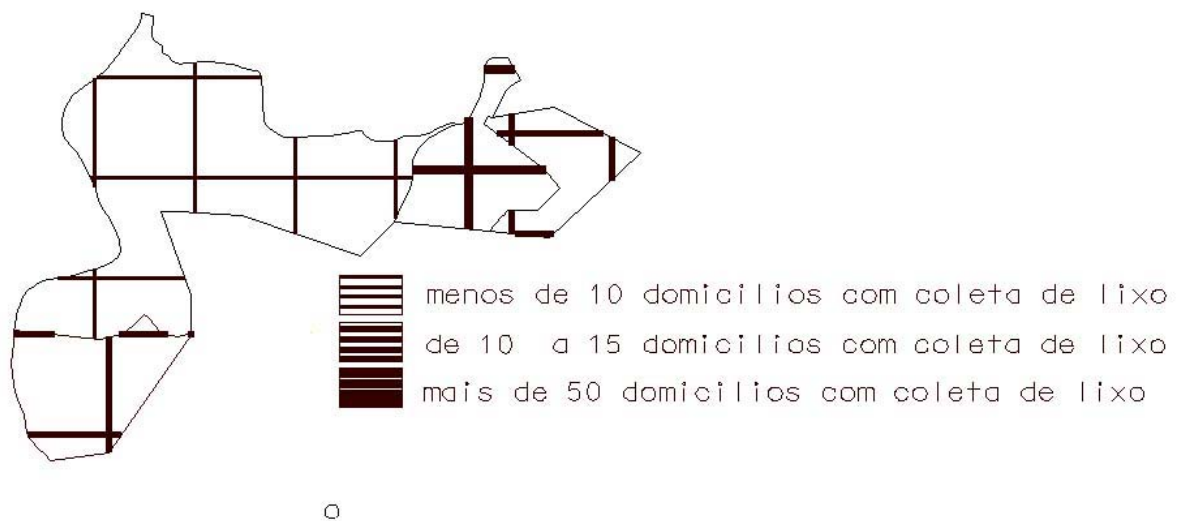 menos de 10 domicilios com coleta de lixo
de 10 a 15 domicilios com coleta de lixo
mais de 50 domicilios com coleta de lixo